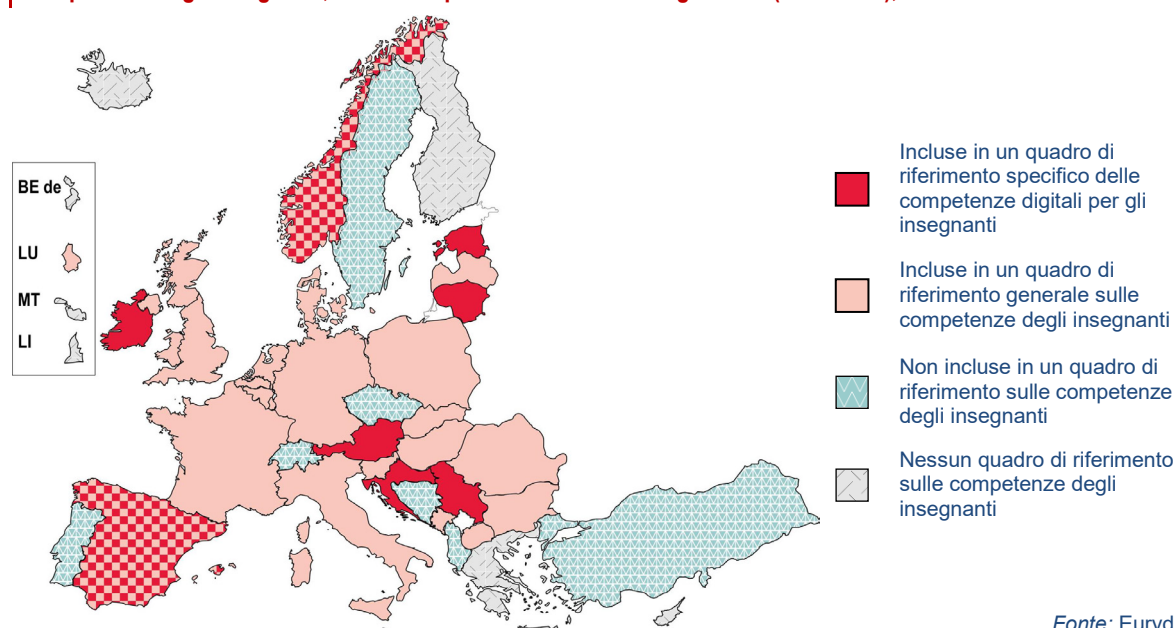 BE de
LU
MT
LI
Incluse in un quadro di
riferimento specifico delle
competenze digitali per gli
insegnanti
Incluse in un quadro di
riferimento generale sulle
competenze degli insegnanti
Non incluse in un quadro di
riferimento sulle competenze
degli insegnanti
Nessun quadro di riferimento
sulle competenze degli
insegnanti
Fonte: Euryd